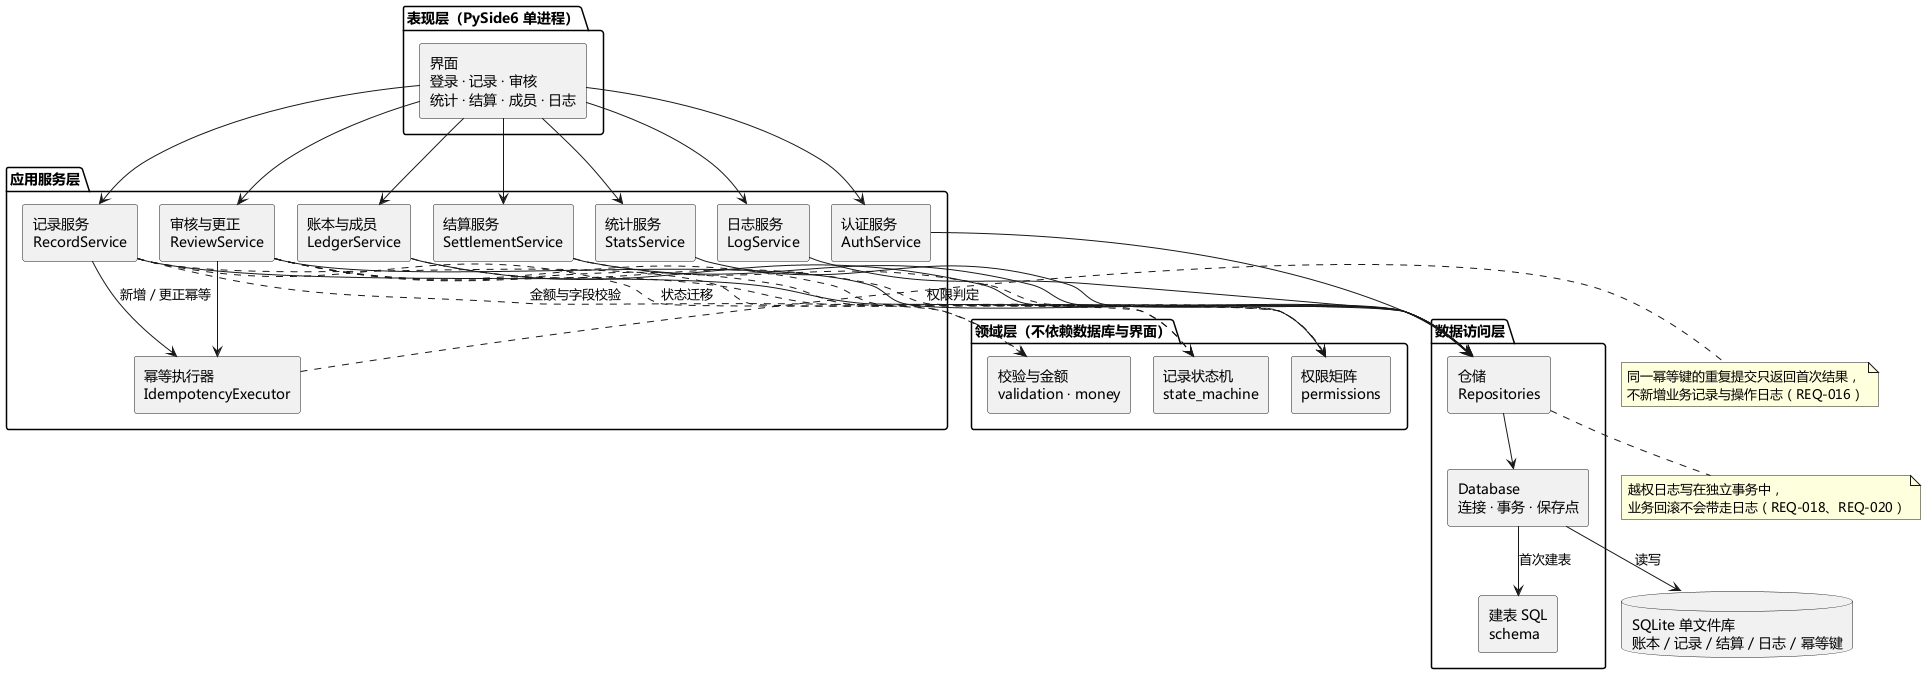 表现层（PySide6 单进程）
界面
登录 · 记录 · 审核
统计 · 结算 · 成员 · 日志
应用服务层
记录服务
RecordService
审核与更正
ReviewService
账本与成员
LedgerService
结算服务
SettlementService
统计服务
StatsService
日志服务
LogService
认证服务
AuthService
新增 / 更正幂等
金额与字段校验
状态迁移
权限判定
幂等执行器
IdempotencyExecutor
领域层（不依赖数据库与界面）
校验与金额
validation · money
记录状态机
state_machine
权限矩阵
permissions
数据访问层
仓储
Repositories
同一幂等键的重复提交只返回首次结果，
不新增业务记录与操作日志（REQ-016）
Database
连接 · 事务 · 保存点
越权日志写在独立事务中，
业务回滚不会带走日志（REQ-018、REQ-020）
首次建表
读写
建表 SQL
schema
SQLite 单文件库
账本 / 记录 / 结算 / 日志 / 幂等键